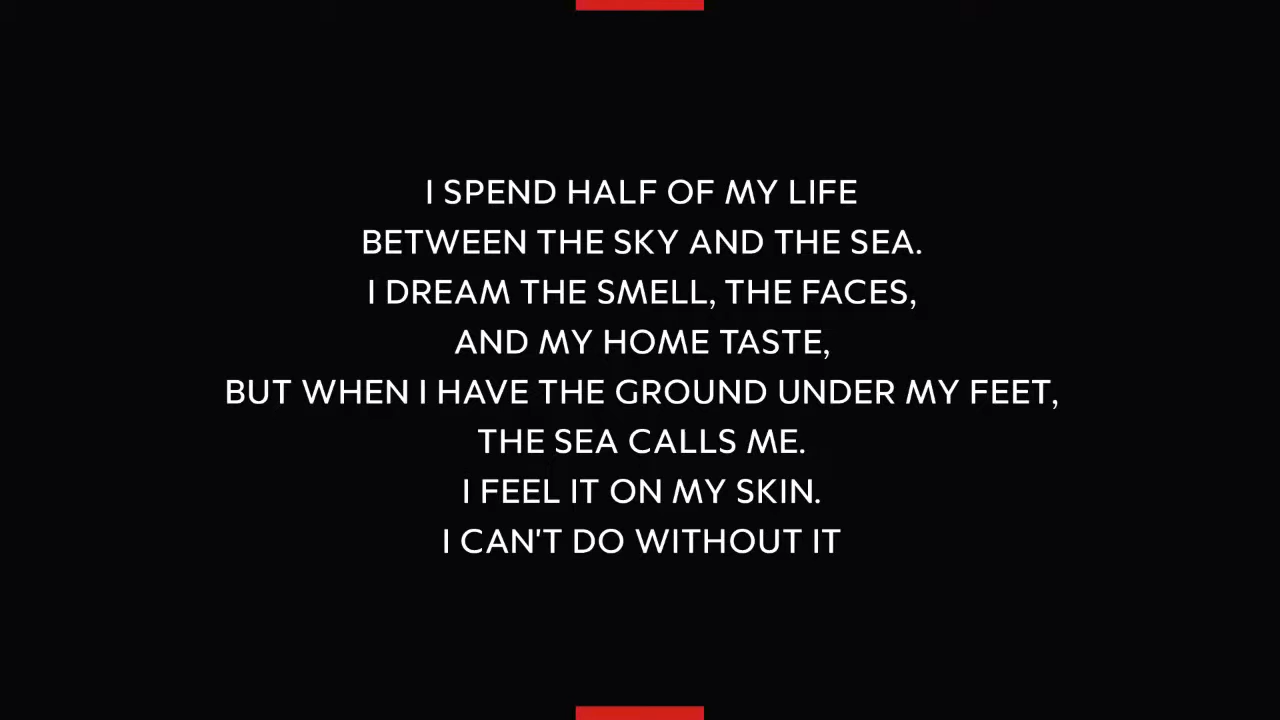 I SPEND HALF OF MY LIFE
BETWEEN THE SKY AND THE SEA.
I DREAM THE SMELL, THE FACES,
AND MY HOME TASTE,
BUT WHEN I HAVE THE GROUND UNDER MY FEET,
THE SEA CALLS ME.
I FEEL IT ON MY SKIN.
I CAN'T DO WITHOUT IT